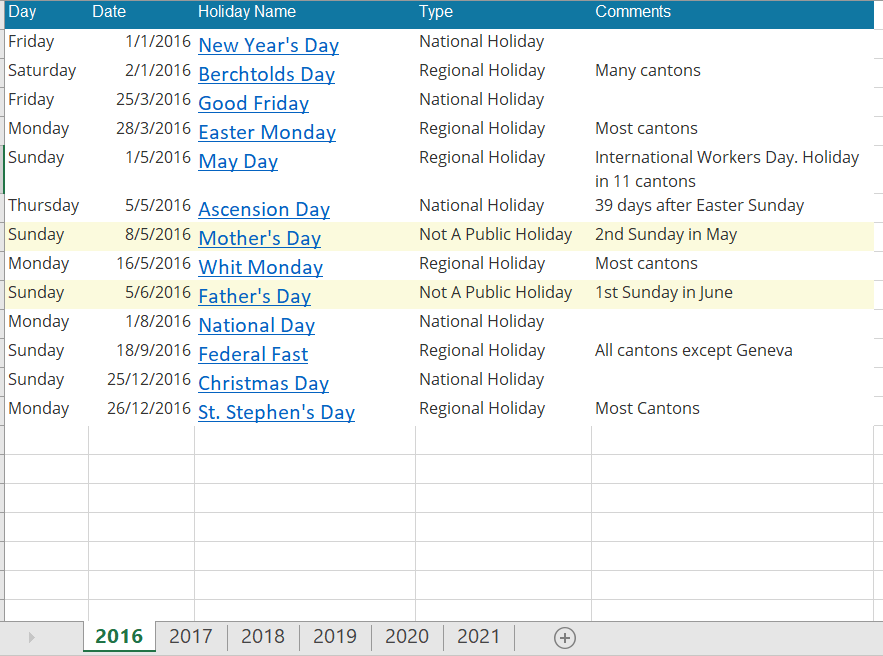 Day Date Holiday Name Type Comments
Friday 1/1/2016 New Year's Day National Holiday
Saturday 2/1/2016 Berchtolds Day Regional Holiday Many cantons
Friday 25/3/2016 Good Friday National Holiday
Monday 28/3/2016 Easter Monday Regional Holiday Most cantons
Sunday 1/5/2016 May Day Regional Holiday International Workers Day. Holiday
in 11 cantons
Thursday 5/5/2016 Ascension Day National Holiday 39 days after Easter Sunday
Sunday 8/5/2016 Mother's Day Not A Public Holiday 2nd Sunday in May
Monday 16/5/2016 Whit Monday Regional Holiday Most cantons
Sunday 5/6/2016 Father's Day Not A Public Holiday 1st Sunday in June
Monday 1/8/2016 National Day National Holiday
Sunday 18/9/2016 Federal Fast Regional Holiday All cantons except Geneva
Sunday 25/12/2016 Christmas Day National Holiday
Monday 26/12/2016 St. Stephen's Day Regional Holiday Most Cantons
2016 2017 2018 2019 2020 2021